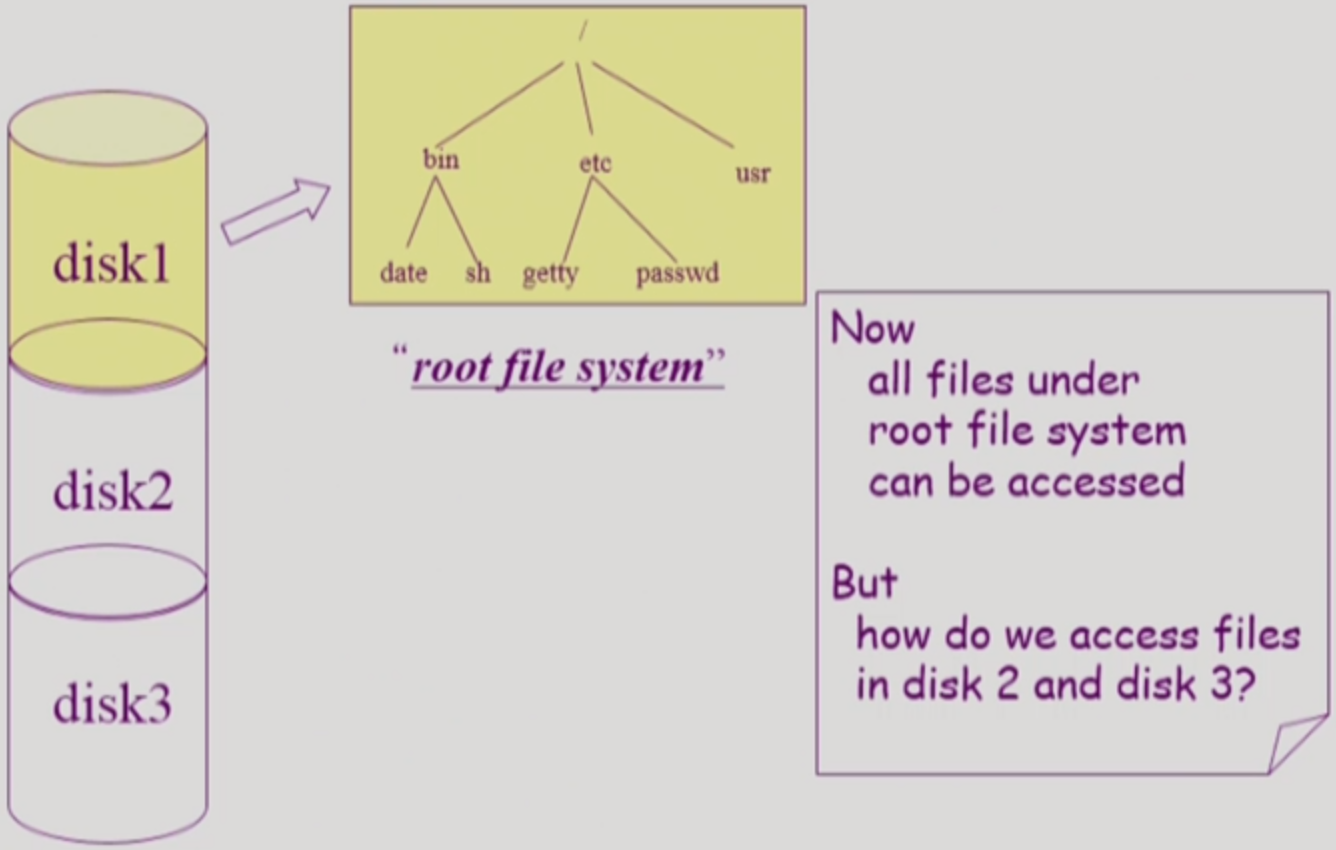 /
bin
etc
usr
date
sh
getty
passwd
disk1
disk2
disk3
“root file system”
Now
all files under
root file system
can be accessed
But
how do we access files
in disk 2 and disk 3?